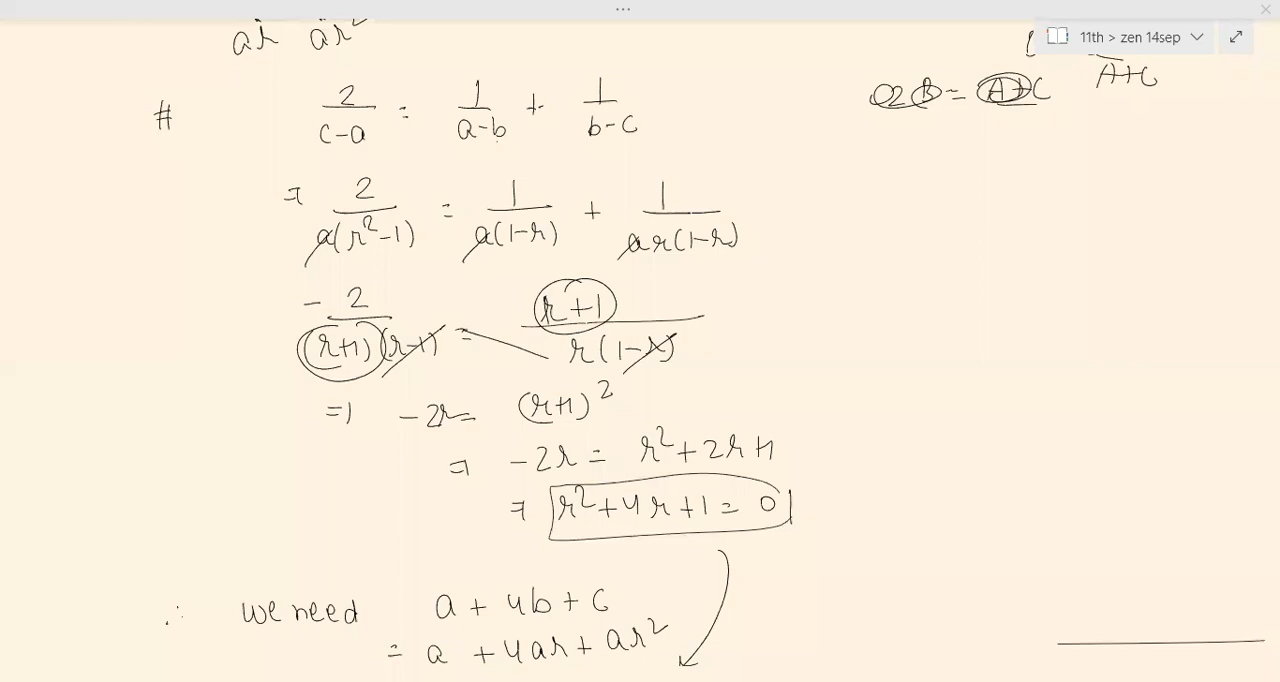 11th > zen 14sep
ar ar²
A+C
2B = A+C
# 2/(c-a) = 1/(a-b) + 1/(b-c)
⇒ 2/(a(r²-1)) = 1/(a(1-r)) + 1/(ar(1-r))
- 2/((r+1)(r-1)) = (r+1)/(r(1-r))
⇒ -2r = (r+1)²
⇒ -2r = r²+2r+1
⇒ r²+4r+1 = 0
∴ we need a + 4b + c
= a + 4ar + ar²